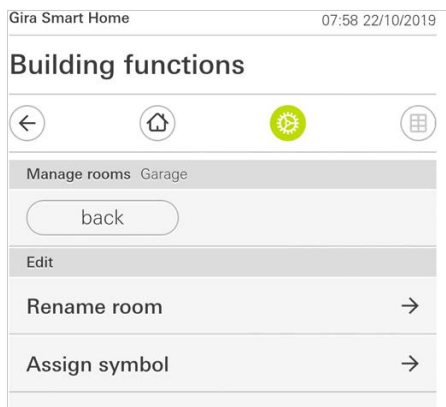 Gira Smart Home 07:58 22/10/2019
Building functions
Manage rooms Garage
back
Edit
Rename room
Assign symbol